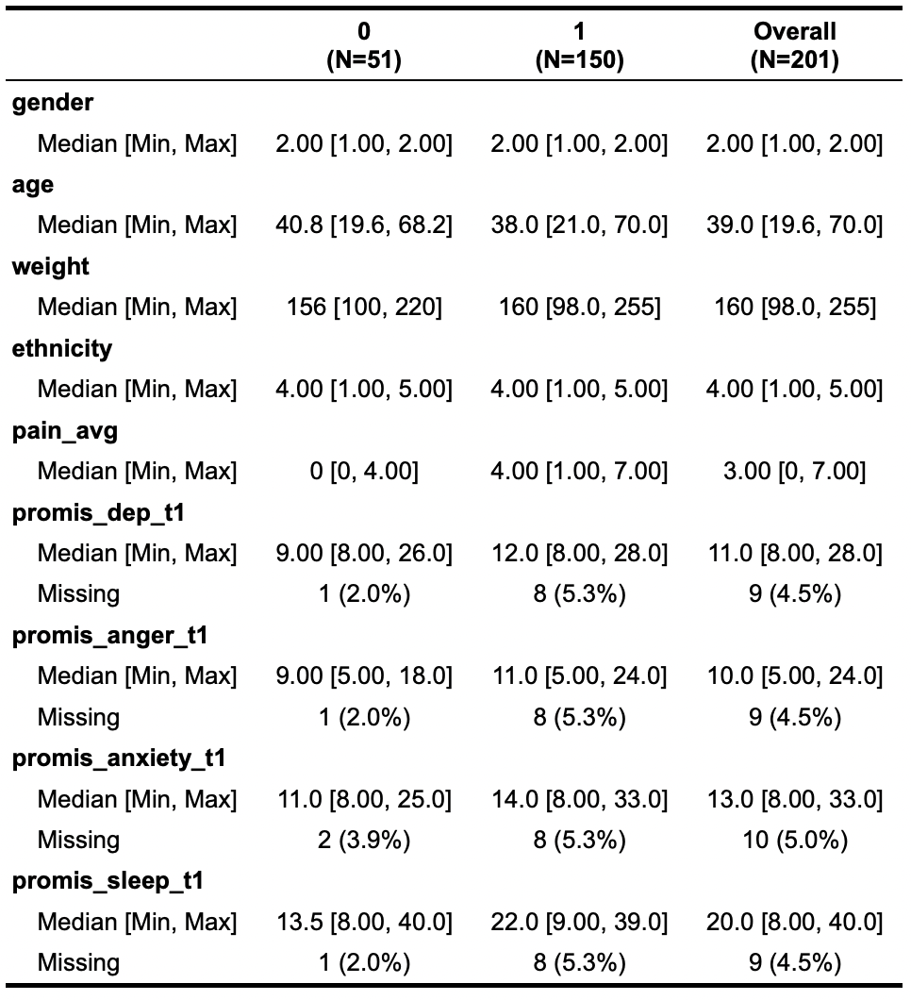 0 1 Overall
(N=51) (N=150) (N=201)
gender
Median [Min, Max] 2.00 [1.00, 2.00] 2.00 [1.00, 2.00] 2.00 [1.00, 2.00]
age
Median [Min, Max] 40.8 [19.6, 68.2] 38.0 [21.0, 70.0] 39.0 [19.6, 70.0]
weight
Median [Min, Max] 156 [100, 220] 160 [98.0, 255] 160 [98.0, 255]
ethnicity
Median [Min, Max] 4.00 [1.00, 5.00] 4.00 [1.00, 5.00] 4.00 [1.00, 5.00]
pain_avg
Median [Min, Max] 0 [0, 4.00] 4.00 [1.00, 7.00] 3.00 [0, 7.00]
promis_dep_t1
Median [Min, Max] 9.00 [8.00, 26.0] 12.0 [8.00, 28.0] 11.0 [8.00, 28.0]
Missing 1 (2.0%) 8 (5.3%) 9 (4.5%)
promis_anger_t1
Median [Min, Max] 9.00 [5.00, 18.0] 11.0 [5.00, 24.0] 10.0 [5.00, 24.0]
Missing 1 (2.0%) 8 (5.3%) 9 (4.5%)
promis_anxiety_t1
Median [Min, Max] 11.0 [8.00, 25.0] 14.0 [8.00, 33.0] 13.0 [8.00, 33.0]
Missing 2 (3.9%) 8 (5.3%) 10 (5.0%)
promis_sleep_t1
Median [Min, Max] 13.5 [8.00, 40.0] 22.0 [9.00, 39.0] 20.0 [8.00, 40.0]
Missing 1 (2.0%) 8 (5.3%) 9 (4.5%)